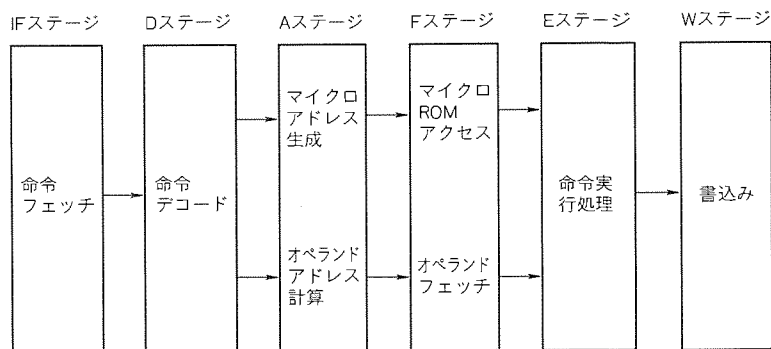 IFステージ
Dステージ
Aステージ
Fステージ
Eステージ
Wステージ
命令
フェッチ
命令
デコード
マイクロ
アドレス
生成
オペランド
アドレス
計算
マイクロ
ROM
アクセス
オペランド
フェッチ
命令実
行処理
書込み